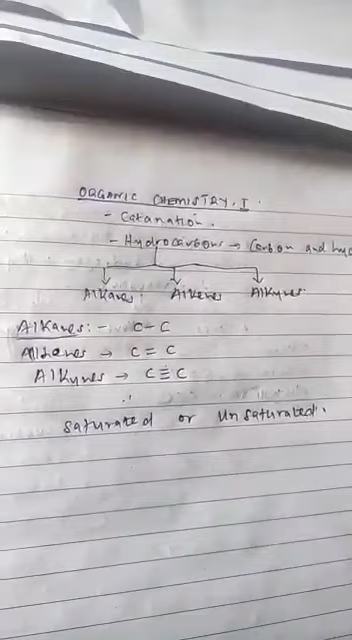 ORGANIC CHEMISTRY. I.
- Catanation.
- Hydrocarbons → Carbon and hyd
Alkanes: Alkenes Alkynes:
Alkanes:- C-C
Alkenes → C = C
Alkynes → C ≡ C
saturated or unsaturated.